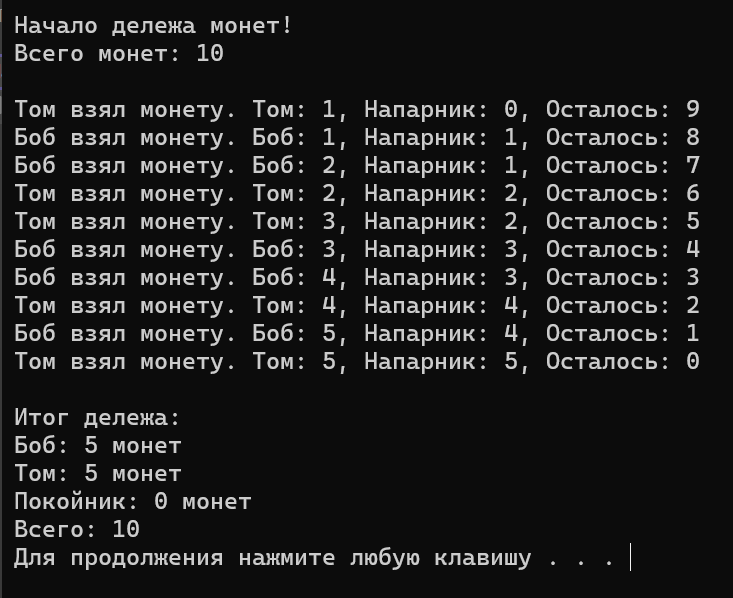 Начало дележа монет!
Всего монет: 10
Том взял монету. Том: 1, Напарник: 0, Осталось: 9
Боб взял монету. Боб: 1, Напарник: 1, Осталось: 8
Боб взял монету. Боб: 2, Напарник: 1, Осталось: 7
Том взял монету. Том: 2, Напарник: 2, Осталось: 6
Том взял монету. Том: 3, Напарник: 2, Осталось: 5
Боб взял монету. Боб: 3, Напарник: 3, Осталось: 4
Боб взял монету. Боб: 4, Напарник: 3, Осталось: 3
Том взял монету. Том: 4, Напарник: 4, Осталось: 2
Боб взял монету. Боб: 5, Напарник: 4, Осталось: 1
Том взял монету. Том: 5, Напарник: 5, Осталось: 0
Итог дележа:
Боб: 5 монет
Том: 5 монет
Покойник: 0 монет
Всего: 10
Для продолжения нажмите любую клавишу . . .